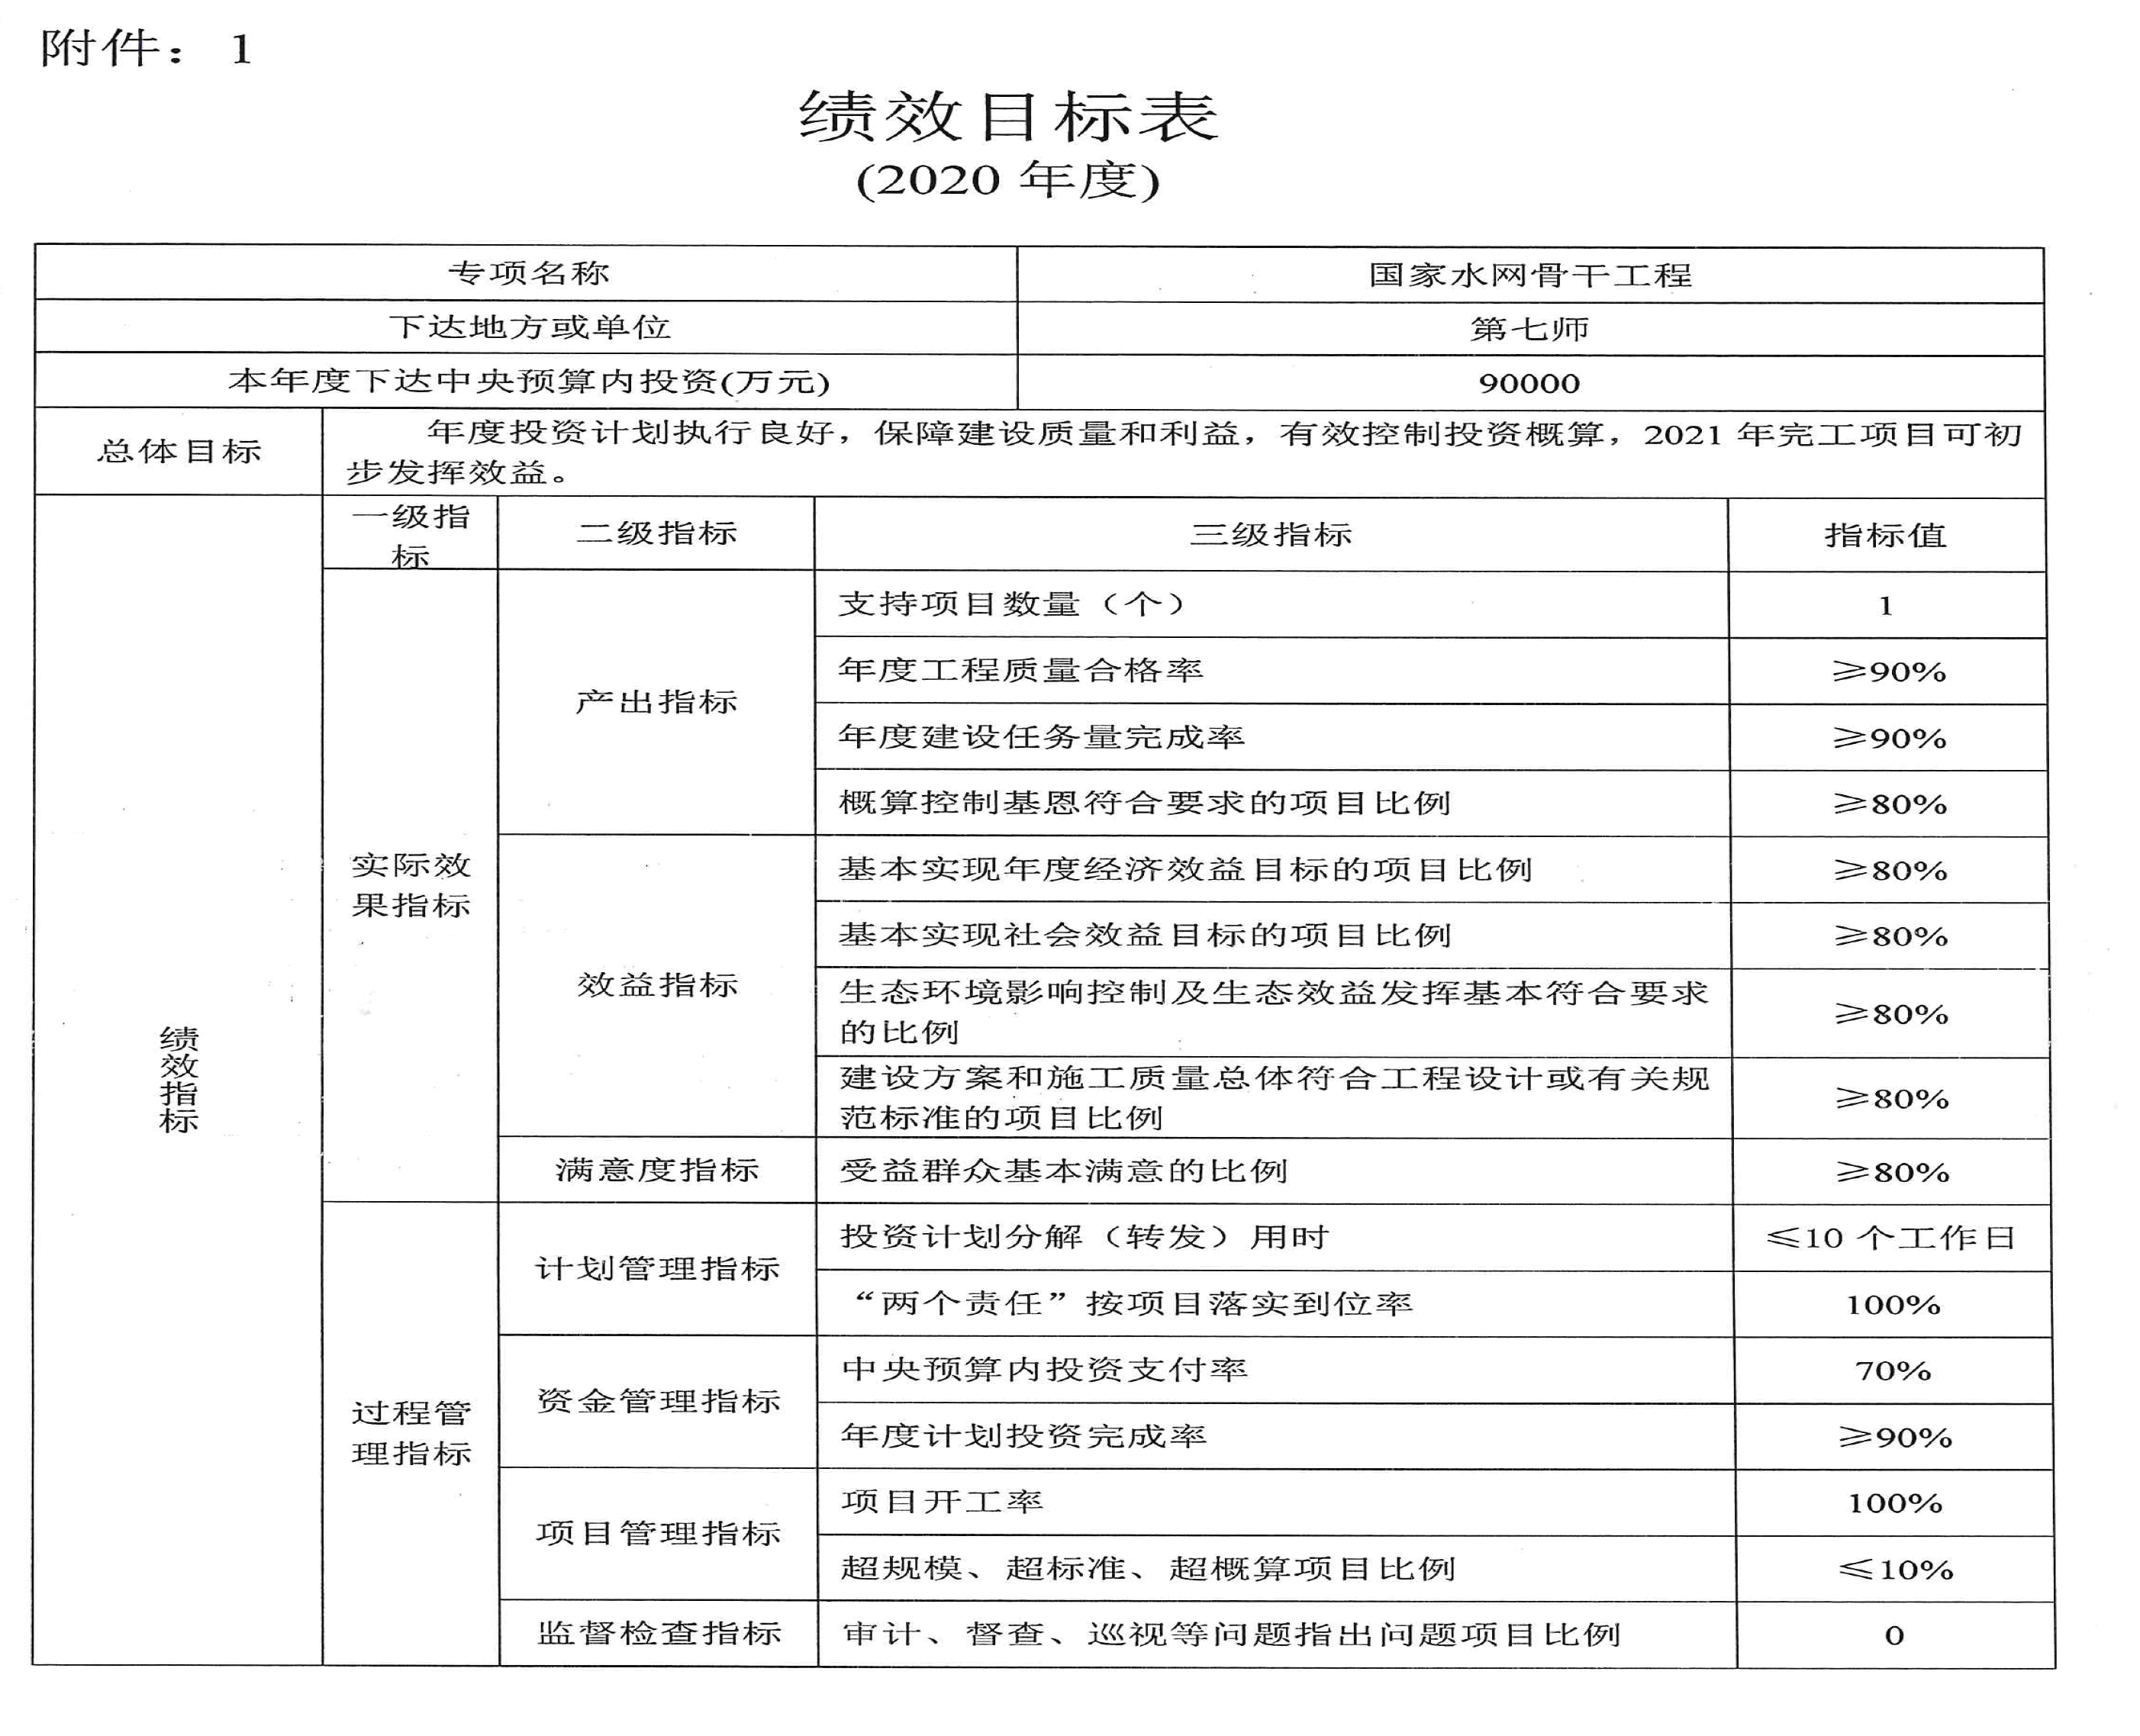 附件：1
绩效目标表
(2020 年度)
专项名称
国家水网骨干工程
下达地方或单位
第七师
本年度下达中央预算内投资(万元)
90000
总体目标
年度投资计划执行良好，保障建设质量和利益，有效控制投资概算，2021 年完工项目可初
步发挥效益。
绩效指标
一级指
标
二级指标
三级指标
指标值
实际效
果指标
产出指标
支持项目数量（个）
1
年度工程质量合格率
≥90%
年度建设任务量完成率
≥90%
概算控制基恩符合要求的项目比例
≥80%
效益指标
基本实现年度经济效益目标的项目比例
≥80%
基本实现社会效益目标的项目比例
≥80%
生态环境影响控制及生态效益发挥基本符合要求
的比例
≥80%
建设方案和施工质量总体符合工程设计或有关规
范标准的项目比例
≥80%
满意度指标
受益群众基本满意的比例
≥80%
过程管
理指标
计划管理指标
投资计划分解（转发）用时
≤10 个工作日
“两个责任”按项目落实到位率
100%
资金管理指标
中央预算内投资支付率
70%
年度计划投资完成率
≥90%
项目管理指标
项目开工率
100%
超规模、超标准、超概算项目比例
≤10%
监督检查指标
审计、督查、巡视等问题指出问题项目比例
0